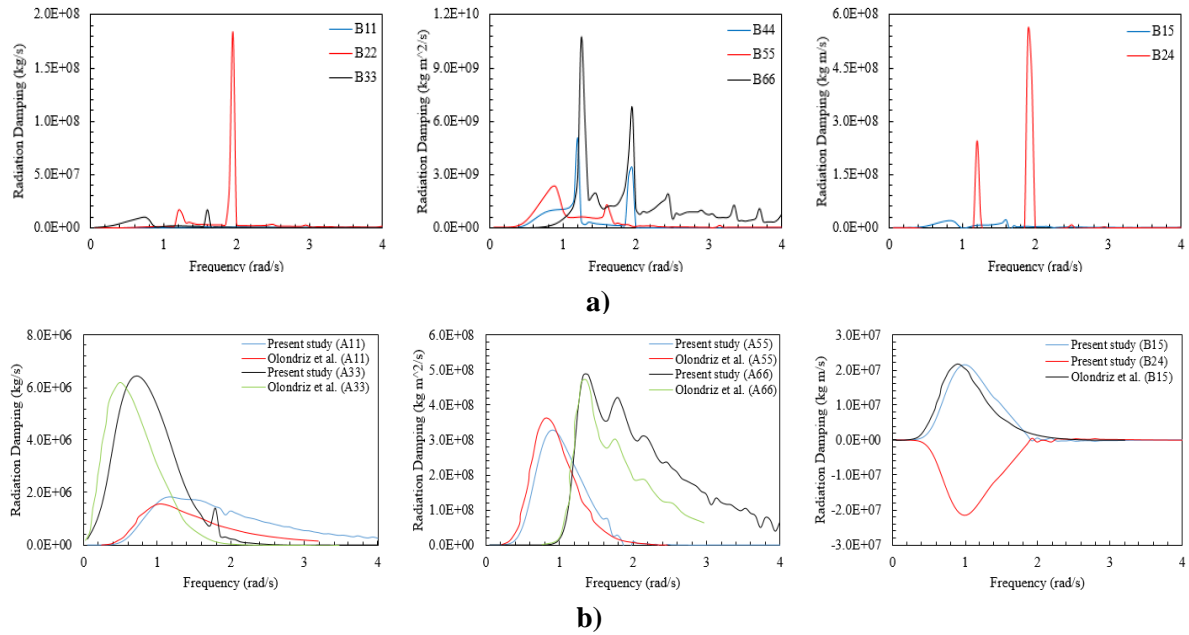 Radiation Damping (kg/s)
2.0E+08
1.5E+08
1.0E+08
5.0E+07
0.0E+00
0 1 2 3 4
Frequency (rad/s)
B11
B22
B33
Radiation Damping (kg m^2/s)
1.2E+10
9.0E+09
6.0E+09
3.0E+09
0.0E+00
0 1 2 3 4
Frequency (rad/s)
B44
B55
B66
Radiation Damping (kg m/s)
6.0E+08
4.5E+08
3.0E+08
1.5E+08
0.0E+00
0 1 2 3 4
Frequency (rad/s)
B15
B24
a)
Radiation Damping (kg/s)
8.0E+06
6.0E+06
4.0E+06
2.0E+06
0.0E+00
0 1 2 3 4
Frequency (rad/s)
Present study (A11)
Olondriz et al. (A11)
Present study (A33)
Olondriz et al. (A33)
Radiation Damping (kg m^2/s)
6.0E+08
5.0E+08
4.0E+08
3.0E+08
2.0E+08
1.0E+08
0.0E+00
0 1 2 3 4
Frequency (rad/s)
Present study (A55)
Olondriz et al. (A55)
Present study (A66)
Olondriz et al. (A66)
Radiation Damping (kg m/s)
3.0E+07
2.0E+07
1.0E+07
0.0E+00
-1.0E+07
-2.0E+07
-3.0E+07
0 1 2 3 4
Frequency (rad/s)
Present study (B15)
Present study (B24)
Olondriz et al. (B15)
b)